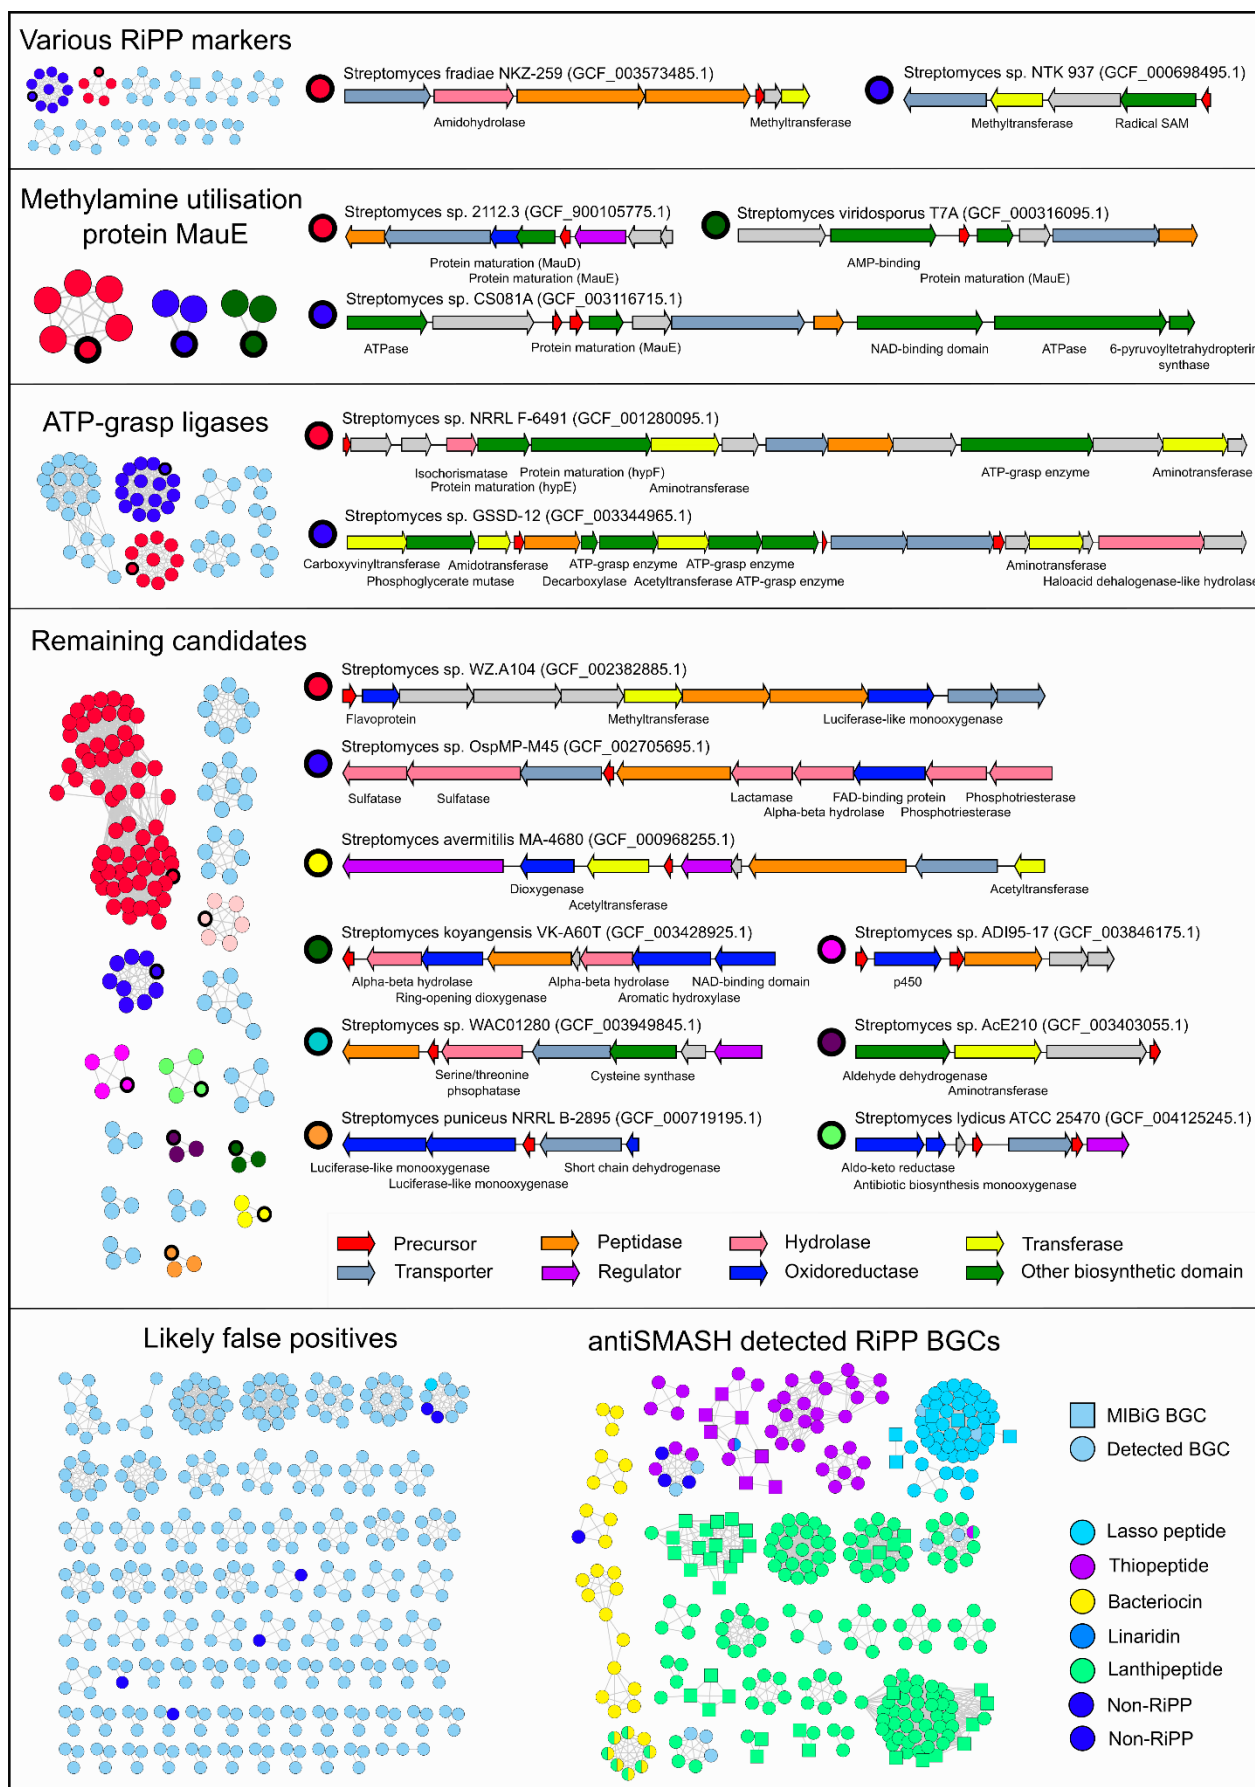 Various RiPP markers
Streptomyces fradiae NKZ-259 (GCF_003573485.1)
Amidohydrolase
Methyltransferase
Streptomyces sp. NTK 937 (GCF_000698495.1)
Methyltransferase
Radical SAM
Methylamine utilisation
protein MauE
Streptomyces sp. 2112.3 (GCF_900105775.1)
Protein maturation (MauD)
Protein maturation (MauE)
Streptomyces viridosporus T7A (GCF_000316095.1)
AMP-binding
Protein maturation (MauE)
Streptomyces sp. CS081A (GCF_003116715.1)
ATPase
Protein maturation (MauE)
NAD-binding domain
ATPase
6-pyruvoyltetrahydropterin
synthase
ATP-grasp ligases
Streptomyces sp. NRRL F-6491 (GCF_001280095.1)
Isochorismatase
Protein maturation (hypF)
ATP-grasp enzyme
Aminotransferase
Protein maturation (hypE)
Aminotransferase
Streptomyces sp. GSSD-12 (GCF_003344965.1)
Carboxyvinyltransferase
Amidotransferase
ATP-grasp enzyme
ATP-grasp enzyme
Aminotransferase
Phosphoglycerate mutase
Decarboxylase
Acetyltransferase
ATP-grasp enzyme
Haloacid dehalogenase-like hydrolase
Remaining candidates
Streptomyces sp. WZ.A104 (GCF_002382885.1)
Flavoprotein
Methyltransferase
Luciferase-like monooxygenase
Streptomyces sp. OspMP-M45 (GCF_002705695.1)
Sulfatase
Sulfatase
Lactamase
FAD-binding protein
Phosphotriesterase
Alpha-beta hydrolase
Phosphotriesterase
Streptomyces avermitilis MA-4680 (GCF_000968255.1)
Dioxygenase
Acetyltransferase
Acetyltransferase
Streptomyces koyangensis VK-A60T (GCF_003428925.1)
Alpha-beta hydrolase
Alpha-beta hydrolase
NAD-binding domain
Ring-opening dioxygenase
Aromatic hydroxylase
Streptomyces sp. ADI95-17 (GCF_003846175.1)
p450
Streptomyces sp. WAC01280 (GCF_003949845.1)
Serine/threonine
phsophatase
Cysteine synthase
Streptomyces sp. AcE210 (GCF_003403055.1)
Aldehyde dehydrogenase
Aminotransferase
Streptomyces puniceus NRRL B-2895 (GCF_000719195.1)
Luciferase-like monooxygenase
Short chain dehydrogenase
Luciferase-like monooxygenase
Streptomyces lydicus ATCC 25470 (GCF_004125245.1)
Aldo-keto reductase
Antibiotic biosynthesis monooxygenase
Precursor
Peptidase
Hydrolase
Transferase
Transporter
Regulator
Oxidoreductase
Other biosynthetic domain
Likely false positives
antiSMASH detected RiPP BGCs
MIBiG BGC
Detected BGC
Lasso peptide
Thiopeptide
Bacteriocin
Linaridin
Lanthipeptide
Non-RiPP
Non-RiPP